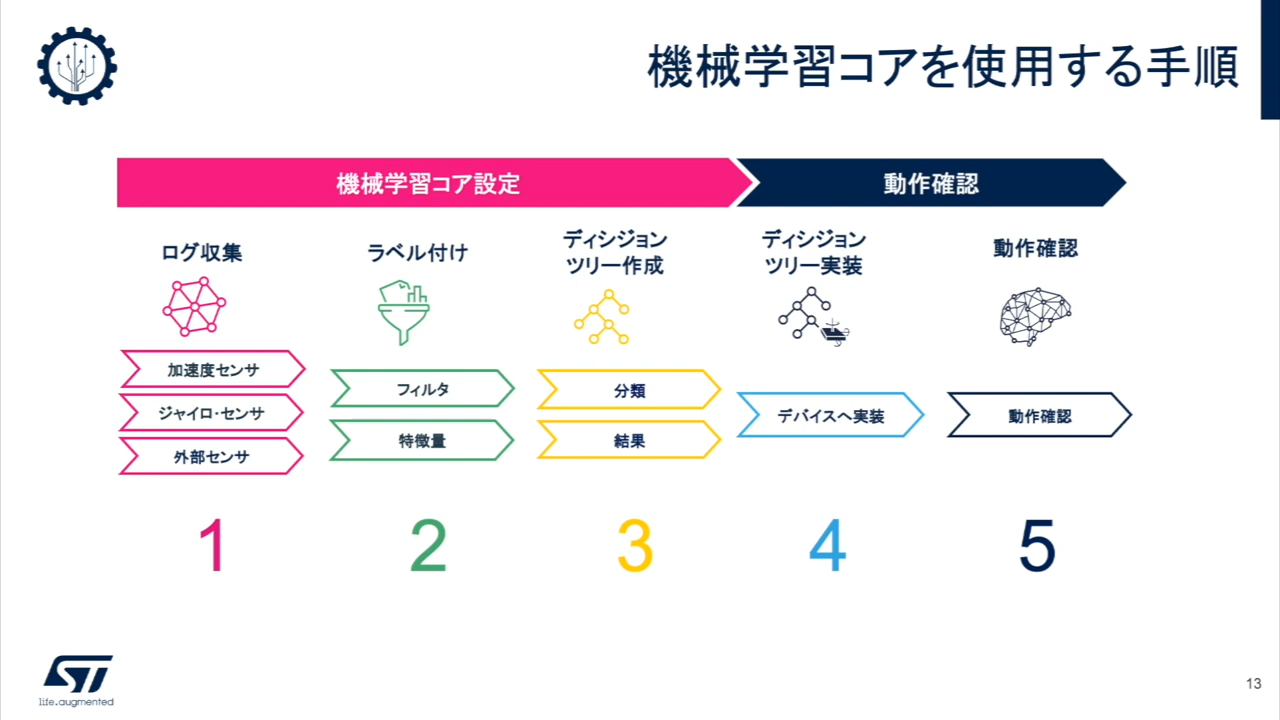 機械学習コアを使用する手順
機械学習コア設定
動作確認
ログ収集
加速度センサ
ジャイロ・センサ
外部センサ
1
ラベル付け
フィルタ
特徴量
2
ディシジョン
ツリー作成
分類
結果
3
ディシジョン
ツリー実装
デバイスへ実装
4
動作確認
動作確認
5
ST
life.augmented
13